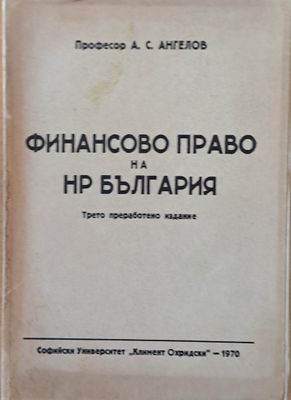 Професор А. С. АНГЕЛОВ
ФИНАНСОВО ПРАВО
НА
НР БЪЛГАРИЯ
Трето преработено издание
Софийски Университет „Климент Охридски" — 1970